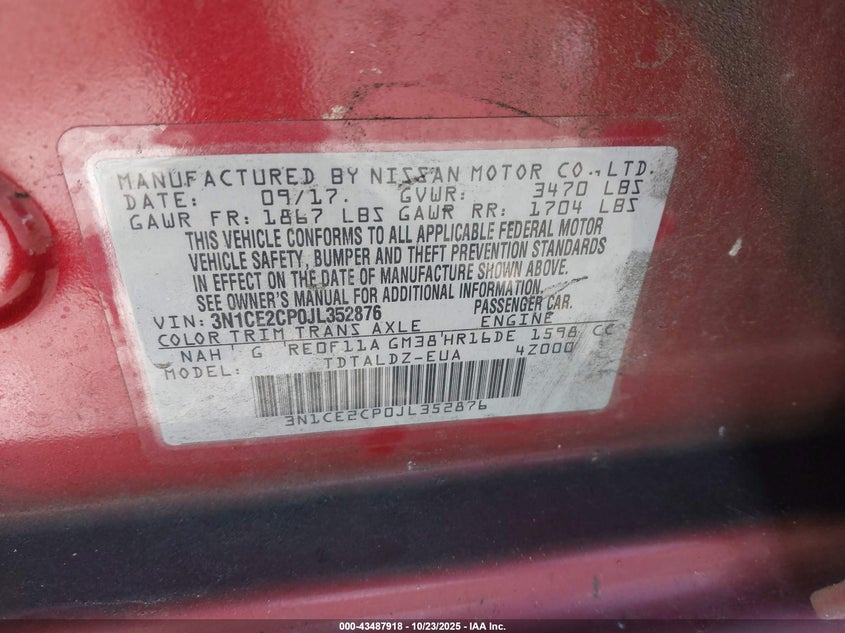 MANUFACTURED BY NISSAN MOTOR CO., LTD.
DATE: 09/17. GVWR: 3470 LBS
GAWR FR: 1867 LBS GAWR RR: 1704 LBS
THIS VEHICLE CONFORMS TO ALL APPLICABLE FEDERAL MOTOR
VEHICLE SAFETY, BUMPER AND THEFT PREVENTION STANDARDS
IN EFFECT ON THE DATE OF MANUFACTURE SHOWN ABOVE.
SEE OWNER'S MANUAL FOR ADDITIONAL INFORMATION.
VIN: 3N1CE2CP0JL352876 PASSENGER CAR.
COLOR TRIM TRANS AXLE ENGINE
NAH G RE0F11A GM38 HR16DE 1598 CC
MODEL: TDTALDZ-EUA 4Z000
3N1CE2CP0JL352876
000-43487918 - 10/23/2025 - IAA Inc.